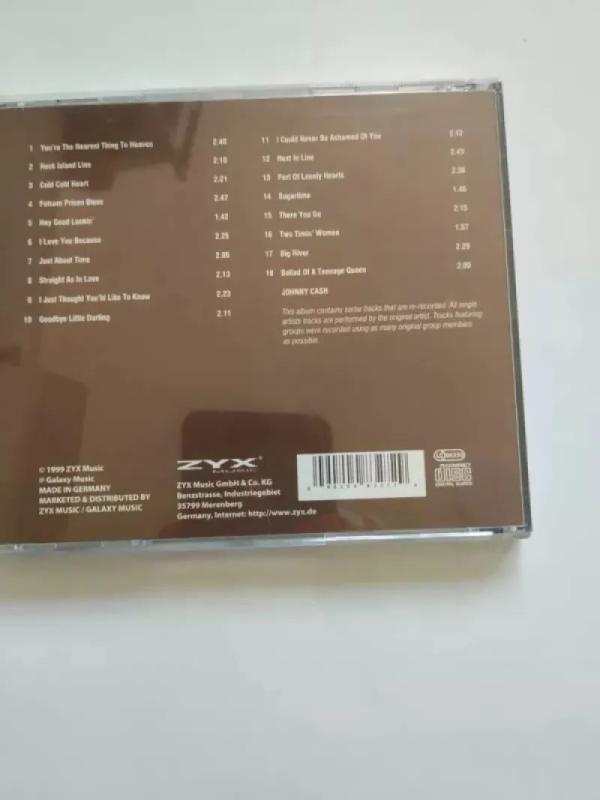 1 You're The Nearest Thing To Heaven 2.40
2 Rock Island Line 2.10
3 Cold Cold Heart 2.21
4 Folsom Prison Blues 2.47
5 Hey Good Lookin' 1.42
6 I Love You Because 2.25
7 Just About Time 2.05
8 Straight As In Love 2.13
9 I Just Thought You'ld Like To Know 2.23
10 Goodbye Little Darling 2.11
11 I Could Never Be Ashamed Of You 2.12
12 Next In Line 2.43
13 Port Of Lonely Hearts 2.36
14 Sugartime 1.46
15 There You Go 2.15
16 Two Timin' Women 1.57
17 Big River 2.29
18 Ballad Of A Teenage Queen
JOHNNY CASH
This album contains some tracks that are re-recorded. All single
artists tracks are performed by the original artist. Tracks featuring
groups were recorded using as many original group members
as possible.
© 1999 ZYX Music
℗ Galaxy Music
MADE IN GERMANY
MARKETED & DISTRIBUTED BY
ZYX MUSIC / GALAXY MUSIC
ZYX®
MUSIC
ZYX Music GmbH & Co. KG
Benzstrasse, Industriegebiet
35799 Merenberg
Germany, Internet: http://www.zyx.de
COMPACT
disc
DIGITAL AUDIO